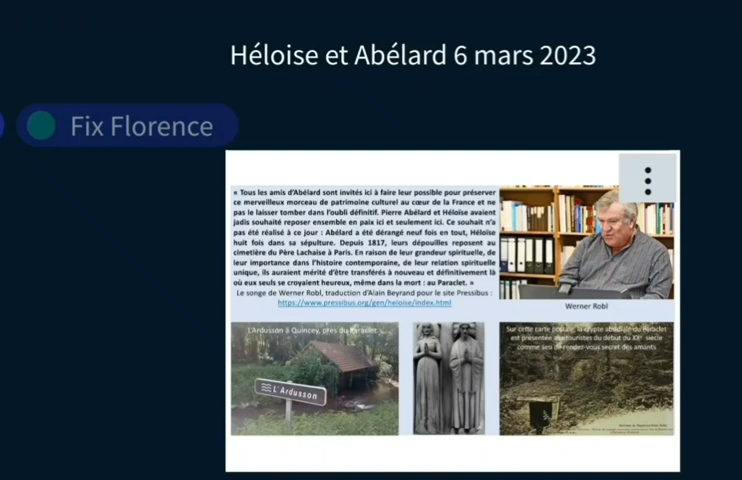 Héloise et Abélard 6 mars 2023
Fix Florence
« Tous les amis d'Abélard sont invités ici à faire leur possible pour préserver
ce merveilleux morceau de patrimoine culturel au cœur de la France et ne
pas le laisser tomber dans l'oubli définitif. Pierre Abélard et Héloïse avaient
jadis souhaité reposer ensemble en paix ici et seulement ici. Ce souhait n'a
pas été réalisé à ce jour : Abélard a été dérangé neuf fois en tout, Héloïse
huit fois dans sa sépulture. Depuis 1817, leurs dépouilles reposent au
cimetière du Père Lachaise à Paris. En raison de leur grandeur spirituelle, de
leur importance dans l'histoire contemporaine, de leur relation spirituelle
unique, ils auraient mérité d'être transférés à nouveau et définitivement là
où eux seuls se croyaient heureux, même dans la mort : au Paraclet. »
Le songe de Werner Robl, traduction d'Alain Beyrand pour le site Pressibus :
https://www.pressibus.org/gen/heloise/index.html
Werner Robl
L'Ardusson à Quincey, près du Paraclet
L'Ardusson
Sur cette carte postale, la crypte abbatiale du Paraclet
est présentée aux touristes du début du XXe siècle
comme le rendez-vous secret des amants